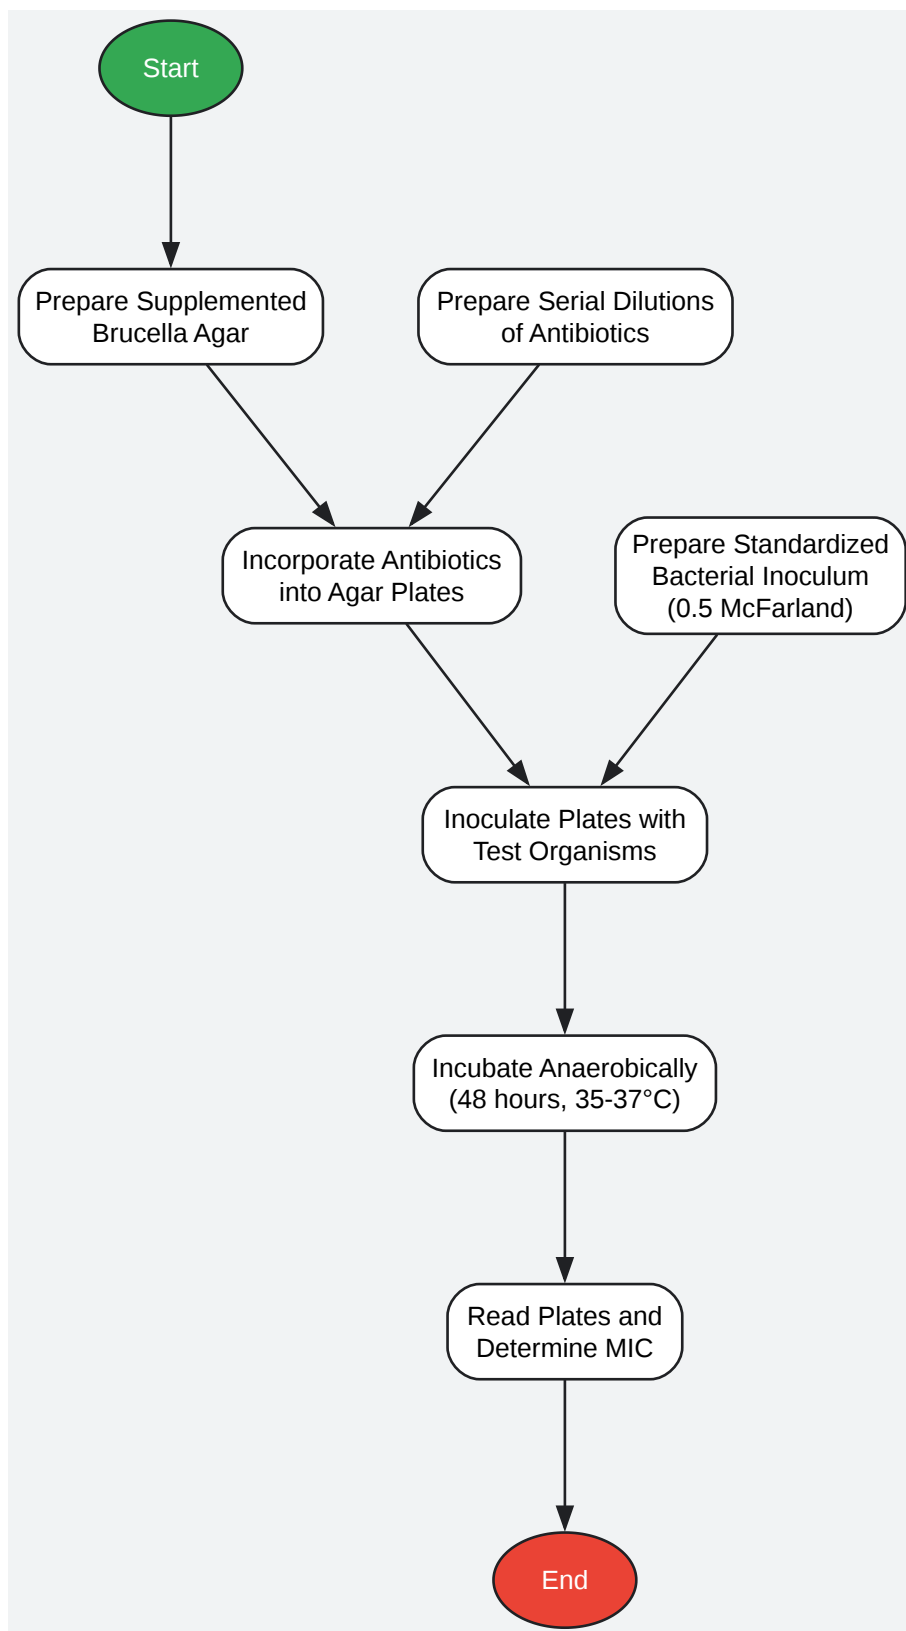 Start
Prepare Supplemented
Brucella Agar
Prepare Serial Dilutions
of Antibiotics
Incorporate Antibiotics
into Agar Plates
Prepare Standardized
Bacterial Inoculum
(0.5 McFarland)
Inoculate Plates with
Test Organisms
Incubate Anaerobically
(48 hours, 35-37°C)
Read Plates and
Determine MIC
End